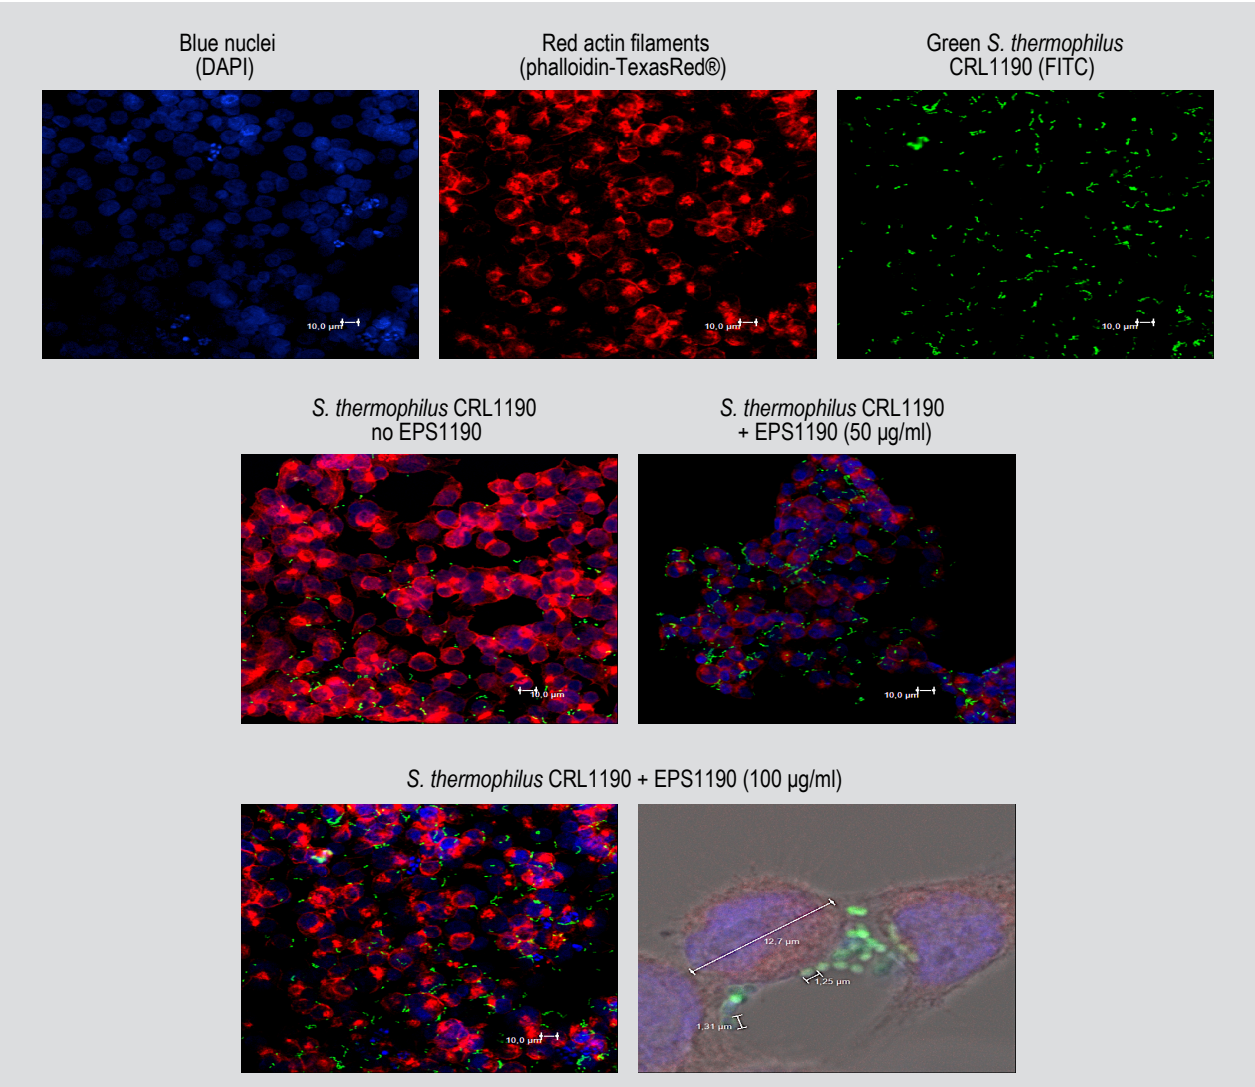 Blue nuclei
(DAPI)
Red actin filaments
(phalloidin-TexasRed®)
Green S. thermophilus
CRL1190 (FITC)
10,0 µm
10,0 µm
10,0 µm
S. thermophilus CRL1190
no EPS1190
S. thermophilus CRL1190
+ EPS1190 (50 µg/ml)
10,0 µm
10,0 µm
S. thermophilus CRL1190 + EPS1190 (100 µg/ml)
10,0 µm
12,7 µm
1,25 µm
1,31 µm